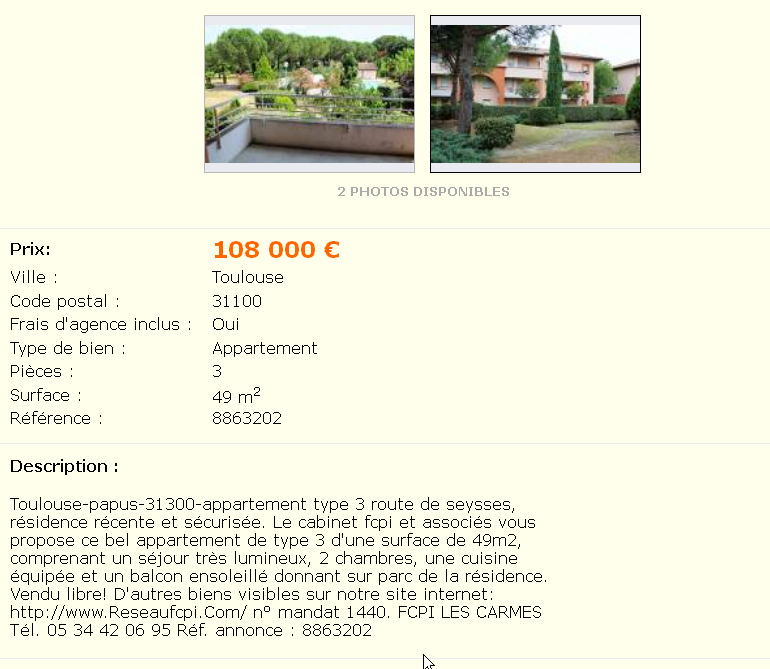 2 PHOTOS DISPONIBLES
Prix: 108 000 €
Ville : Toulouse
Code postal : 31100
Frais d'agence inclus : Oui
Type de bien : Appartement
Pièces : 3
Surface : 49 m²
Référence : 8863202
Description :
Toulouse-papus-31300-appartement type 3 route de seysses,
résidence récente et sécurisée. Le cabinet fcpi et associés vous
propose ce bel appartement de type 3 d'une surface de 49m2,
comprenant un séjour très lumineux, 2 chambres, une cuisine
équipée et un balcon ensoleillé donnant sur parc de la résidence.
Vendu libre! D'autres biens visibles sur notre site internet:
http://www.Reseaufcpi.Com/ n° mandat 1440. FCPI LES CARMES
Tél. 05 34 42 06 95 Réf. annonce : 8863202